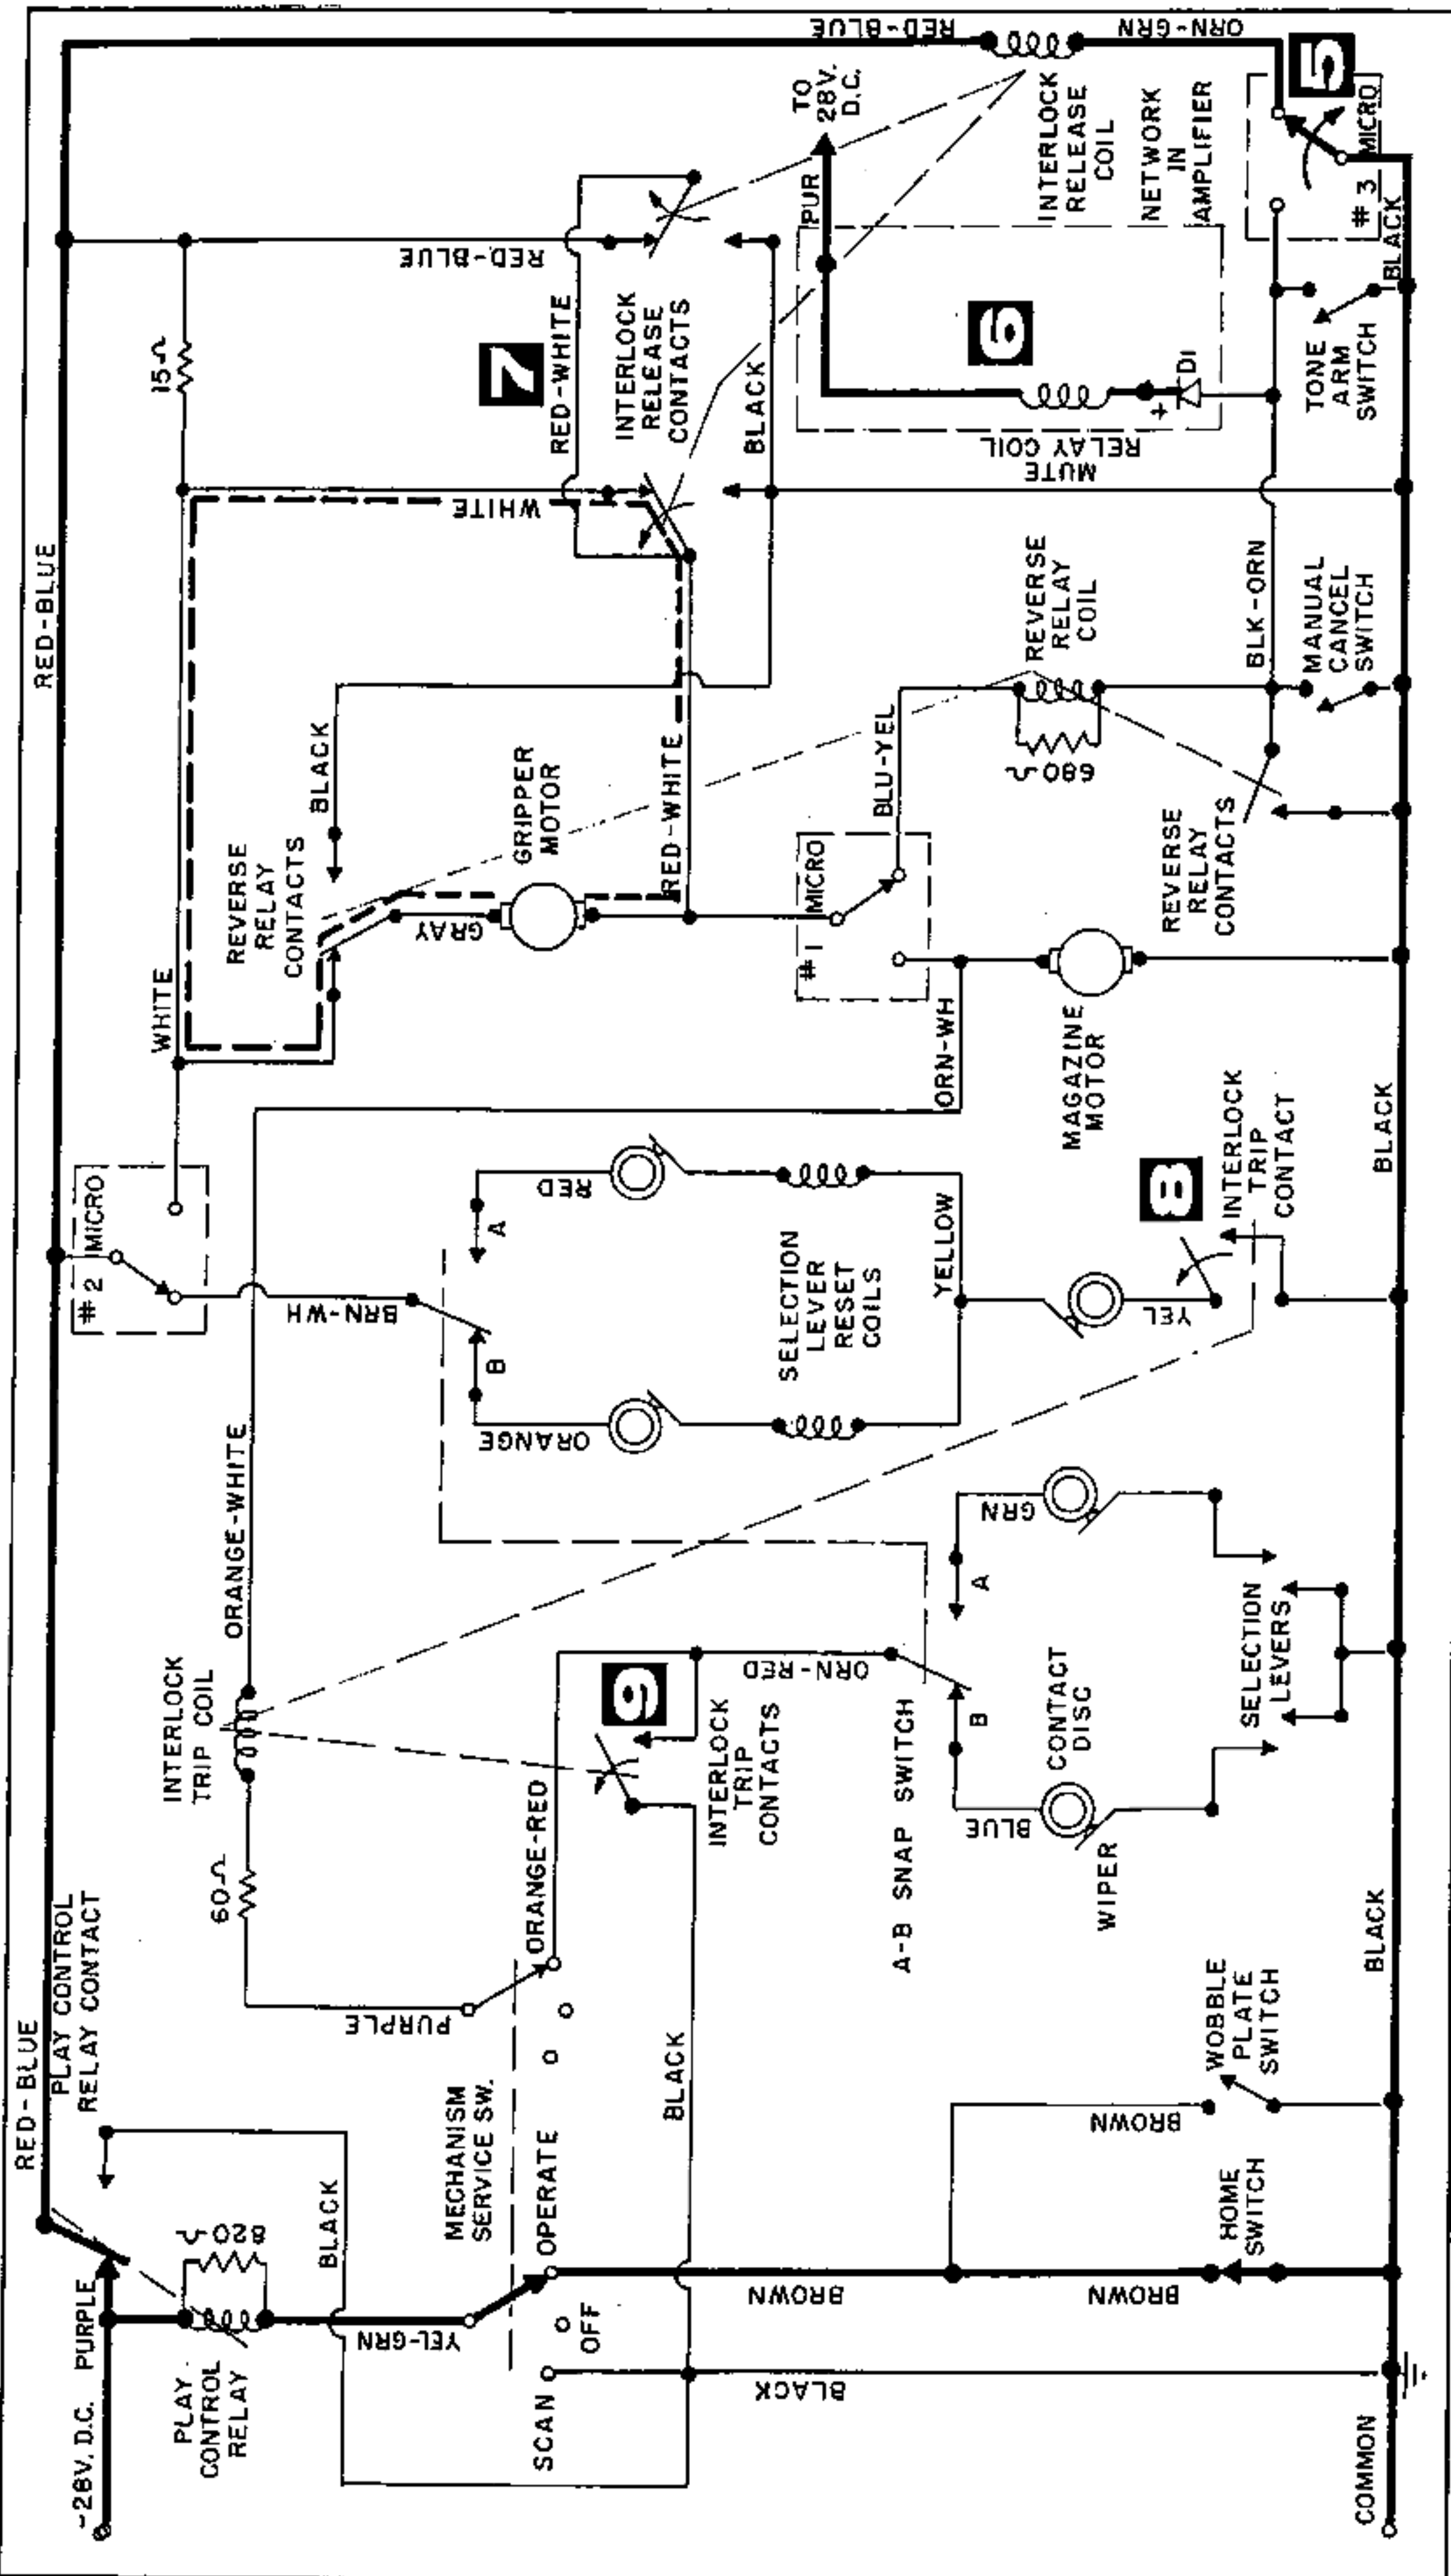 -28V. D.C.
PURPLE
RED-BLUE
PLAY CONTROL
RELAY CONTACT
820
PLAY
CONTROL
RELAY
YEL-GRN
BLACK
SCAN
OFF
OPERATE
MECHANISM
SERVICE SW.
BLACK
BROWN
BROWN
BROWN
HOME
SWITCH
WOBBLE
PLATE
SWITCH
COMMON
BLACK
BLACK
PURPLE
60Ω
INTERLOCK
TRIP COIL
ORANGE-WHITE
ORANGE-RED
9
INTERLOCK
TRIP
CONTACTS
ORN-RED
A-B SNAP SWITCH
B
A
BLUE
GRN
WIPER
CONTACT
DISC
SELECTION
LEVERS
#2
MICRO
BRN-WH
B
A
ORANGE
RED
SELECTION
LEVER
RESET
COILS
YELLOW
YEL
8
INTERLOCK
TRIP
CONTACT
BLACK
WHITE
RED-BLUE
REVERSE
RELAY
CONTACTS
BLACK
GRAY
GRIPPER
MOTOR
RED-WHITE
#1
MICRO
ORN-WH
BLU-YEL
MAGAZINE
MOTOR
680
REVERSE
RELAY
COIL
REVERSE
RELAY
CONTACTS
BLK-ORN
MANUAL
CANCEL
SWITCH
15Ω
WHITE
7
RED-WHITE
INTERLOCK
RELEASE
CONTACTS
BLACK
RED-BLUE
MUTE
RELAY COIL
6
D1
+
PUR
TO
28V.
D.C.
INTERLOCK
RELEASE
COIL
NETWORK
IN
AMPLIFIER
TONE
ARM
SWITCH
RED-BLUE
ORN-GRN
5
#3
MICRO
BLACK